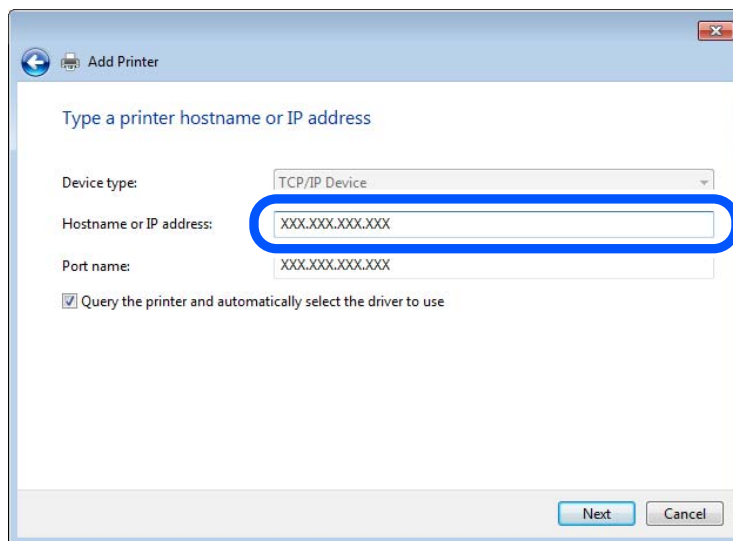 Add Printer
Type a printer hostname or IP address
Device type: TCP/IP Device
Hostname or IP address: XXX.XXX.XXX.XXX
Port name: XXX.XXX.XXX.XXX
Query the printer and automatically select the driver to use
Next Cancel